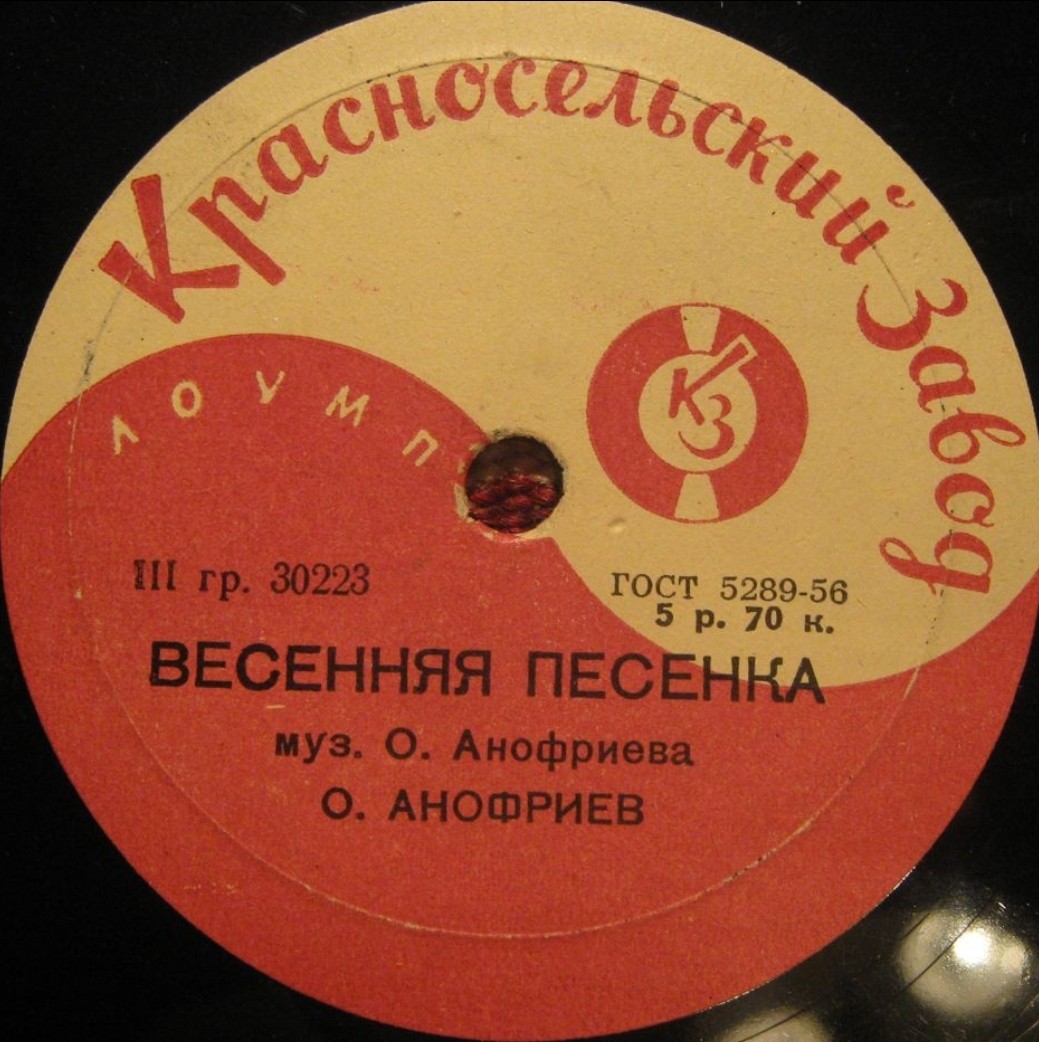 Красносельский Завод
КЗ
ЛОУМП
III гр. 30223
ГОСТ 5289-56
5 р. 70 к.
ВЕСЕННЯЯ ПЕСЕНКА
муз. О. Анофриева
О. АНОФРИЕВ